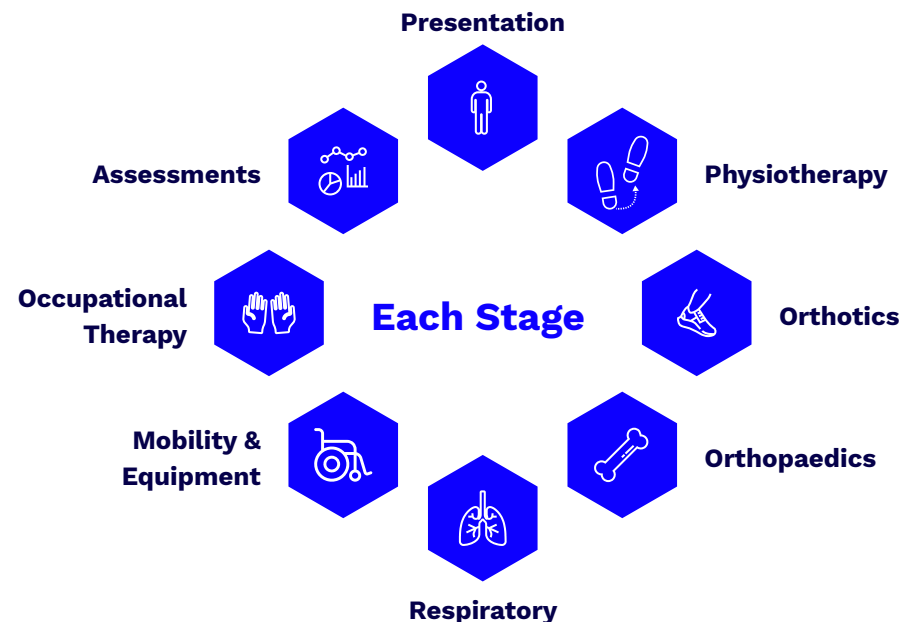 Presentation
Assessments
Physiotherapy
Occupational
Therapy
Each Stage
Orthotics
Mobility &
Equipment
Orthopaedics
Respiratory